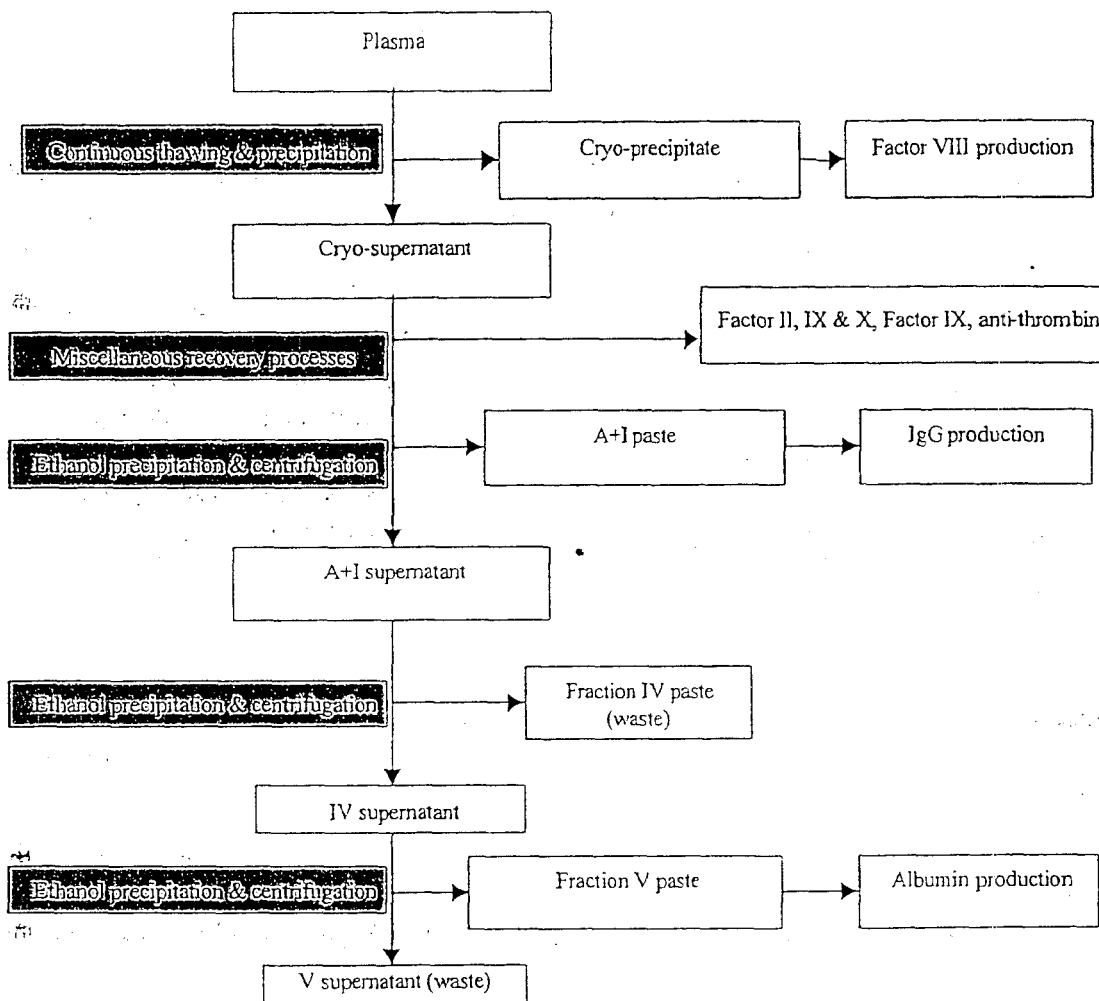 Plasma
Continuous thawing & precipitation
Cryo-precipitate
Factor VIII production
Cryo-supernatant
Factor II, IX & X, Factor IX, anti-thrombin
Miscellaneous recovery processes
A+I paste
IgG production
Ethanol precipitation & centrifugation
A+I supernatant
Ethanol precipitation & centrifugation
Fraction IV paste
(waste)
IV supernatant
Ethanol precipitation & centrifugation
Fraction V paste
Albumin production
V supernatant (waste)